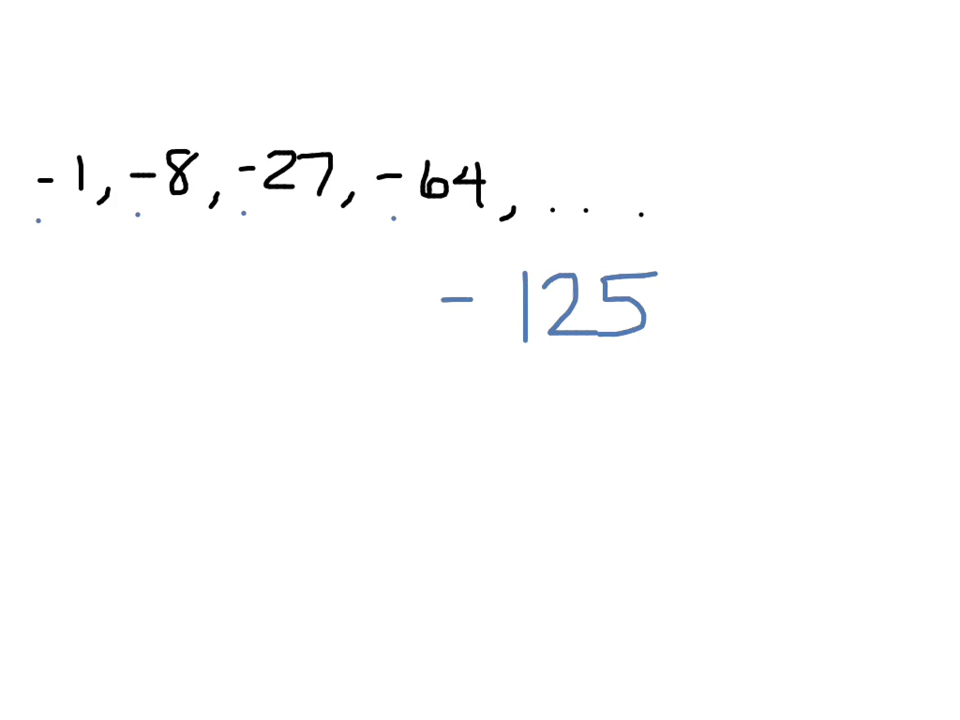 -1, -8, -27, -64, . . .
-125